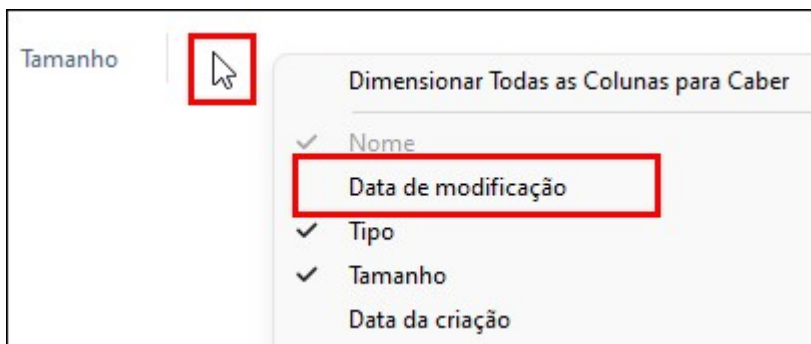 Tamanho
Dimensionar Todas as Colunas para Caber
Nome
Data de modificação
Tipo
Tamanho
Data da criação